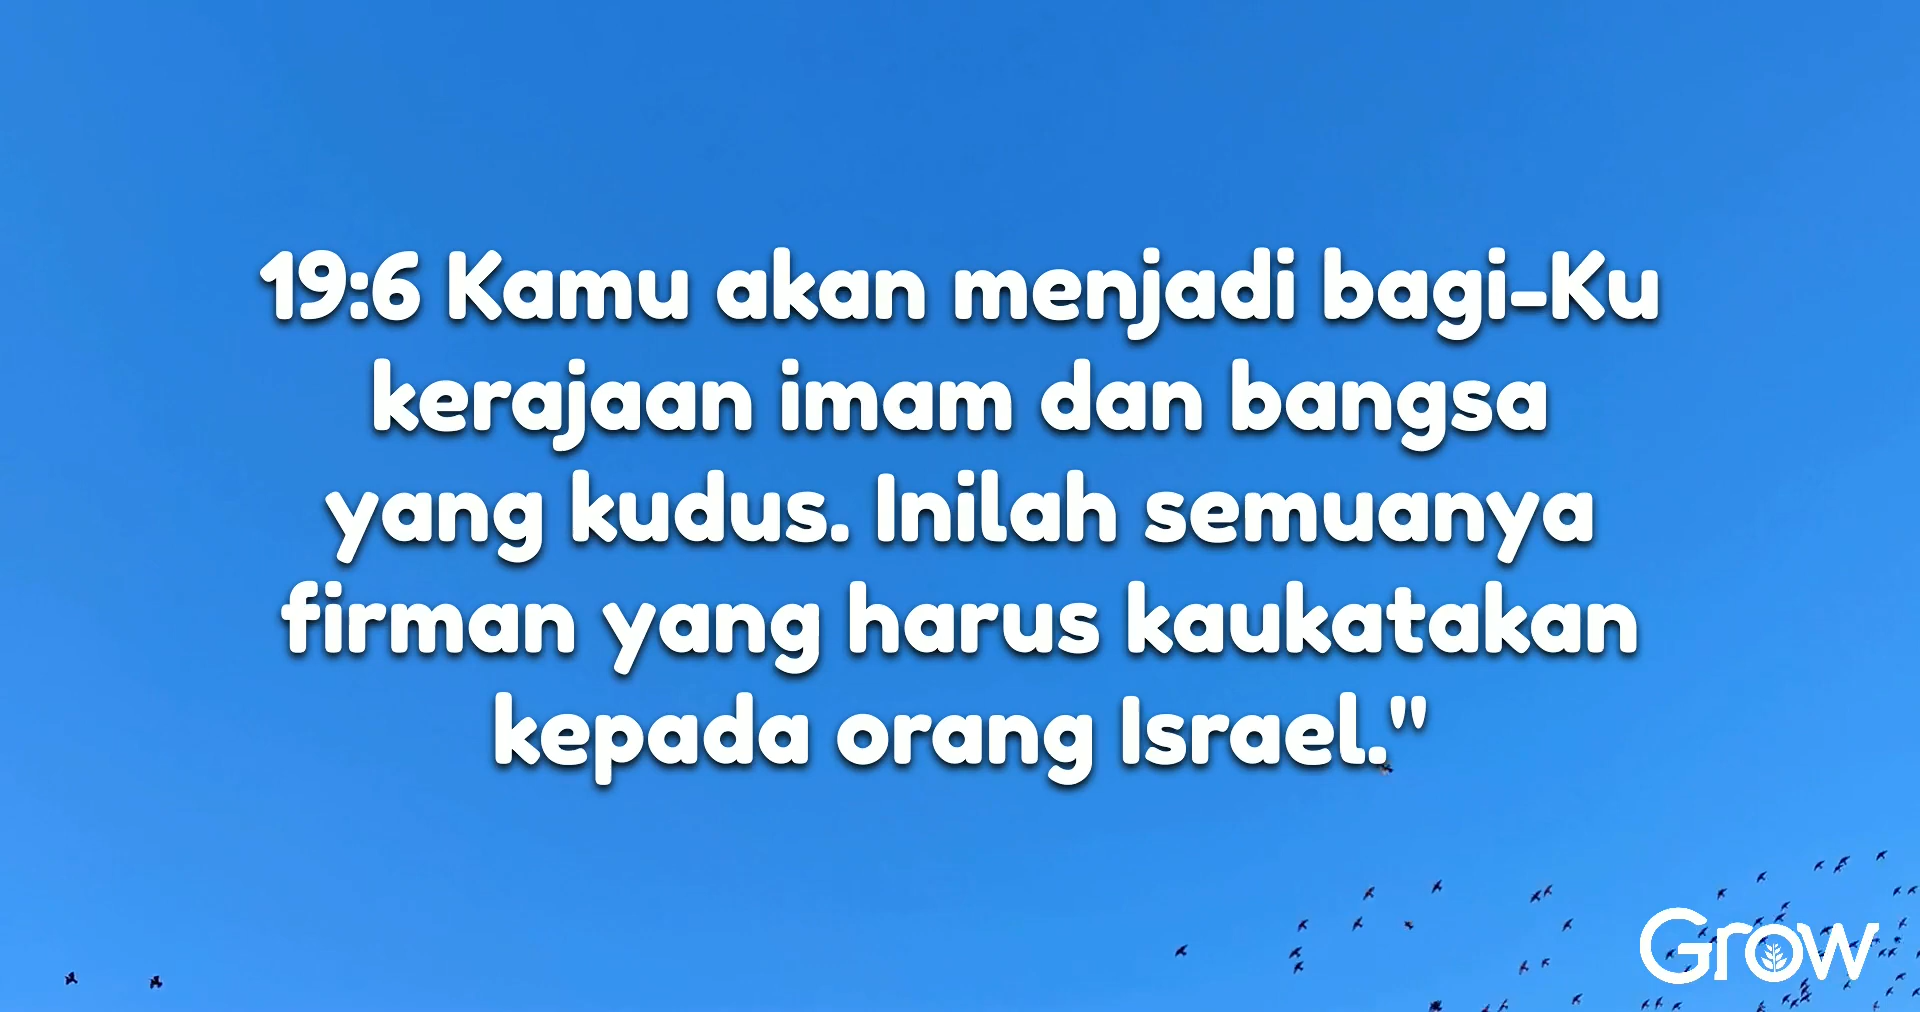 19:6 Kamu akan menjadi bagi-Ku
kerajaan imam dan bangsa
yang kudus. Inilah semuanya
firman yang harus kaukatakan
kepada orang Israel."
Grow